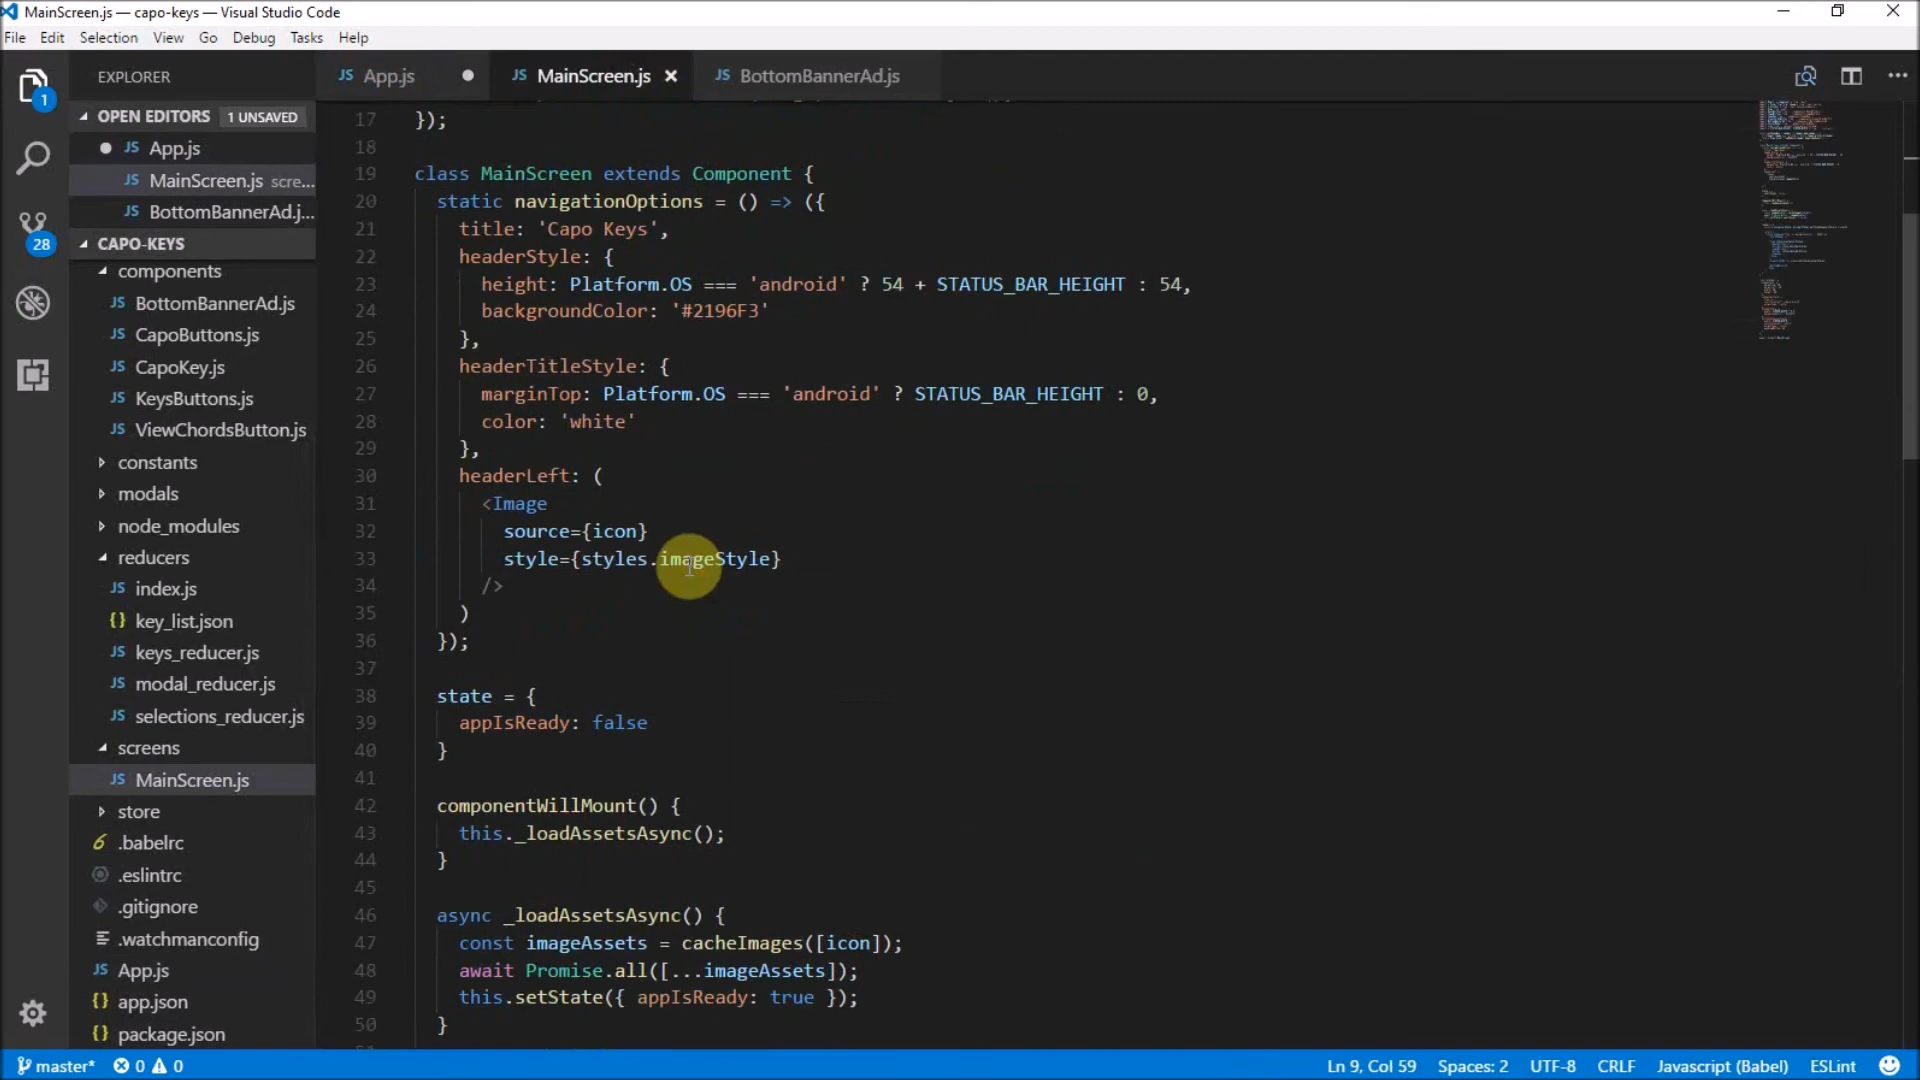 MainScreen.js — capo-keys — Visual Studio Code
File Edit Selection View Go Debug Tasks Help
EXPLORER
1
28
OPEN EDITORS 1 UNSAVED
JS App.js
JS MainScreen.js scre...
JS BottomBannerAd.j...
CAPO-KEYS
components
JS BottomBannerAd.js
JS CapoButtons.js
JS CapoKey.js
JS KeysButtons.js
JS ViewChordsButton.js
constants
modals
node_modules
reducers
JS index.js
{} key_list.json
JS keys_reducer.js
JS modal_reducer.js
JS selections_reducer.js
screens
JS MainScreen.js
store
6 .babelrc
.eslintrc
.gitignore
.watchmanconfig
JS App.js
{} app.json
{} package.json
JS App.js JS MainScreen.js JS BottomBannerAd.js
17 });
18
19 class MainScreen extends Component {
20 static navigationOptions = () => ({
21 title: 'Capo Keys',
22 headerStyle: {
23 height: Platform.OS === 'android' ? 54 + STATUS_BAR_HEIGHT : 54,
24 backgroundColor: '#2196F3'
25 },
26 headerTitleStyle: {
27 marginTop: Platform.OS === 'android' ? STATUS_BAR_HEIGHT : 0,
28 color: 'white'
29 },
30 headerLeft: (
31 <Image
32 source={icon}
33 style={styles.imageStyle}
34 />
35 )
36 });
37
38 state = {
39 appIsReady: false
40 }
41
42 componentWillMount() {
43 this._loadAssetsAsync();
44 }
45
46 async _loadAssetsAsync() {
47 const imageAssets = cacheImages([icon]);
48 await Promise.all([...imageAssets]);
49 this.setState({ appIsReady: true });
50 }
master* 0 0 Ln 9, Col 59 Spaces: 2 UTF-8 CRLF Javascript (Babel) ESLint